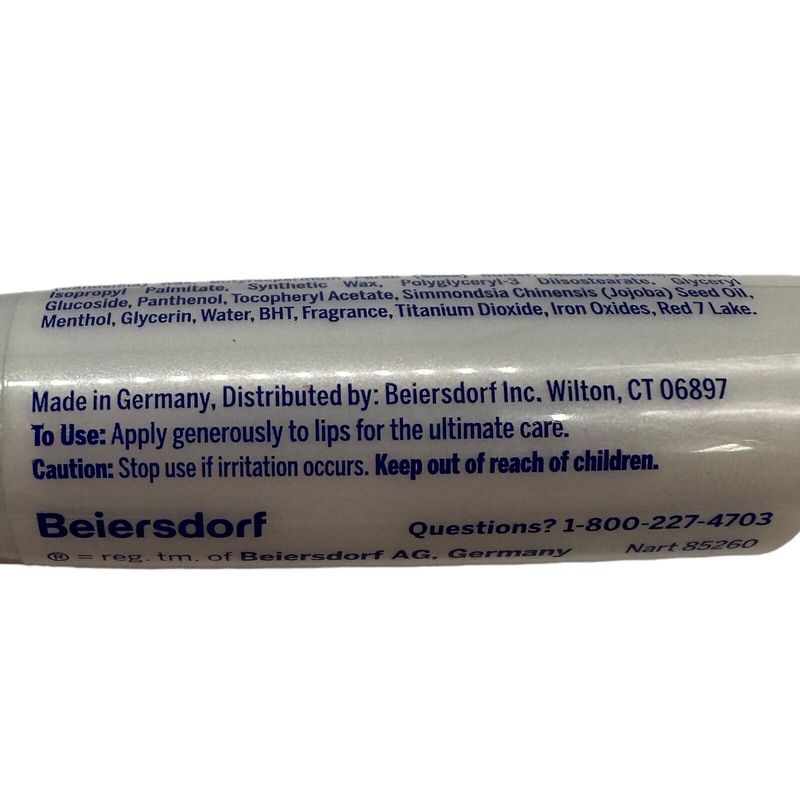 Isopropyl Palmitate, Synthetic Wax, Polyglyceryl-3 Diisostearate, Glyceryl
Glucoside, Panthenol, Tocopheryl Acetate, Simmondsia Chinensis (Jojoba) Seed Oil,
Menthol, Glycerin, Water, BHT, Fragrance, Titanium Dioxide, Iron Oxides, Red 7 Lake.
Made in Germany, Distributed by: Beiersdorf Inc. Wilton, CT 06897
To Use: Apply generously to lips for the ultimate care.
Caution: Stop use if irritation occurs. Keep out of reach of children.
Beiersdorf Questions? 1-800-227-4703
® = reg. tm. of Beiersdorf AG. Germany Nart 85260